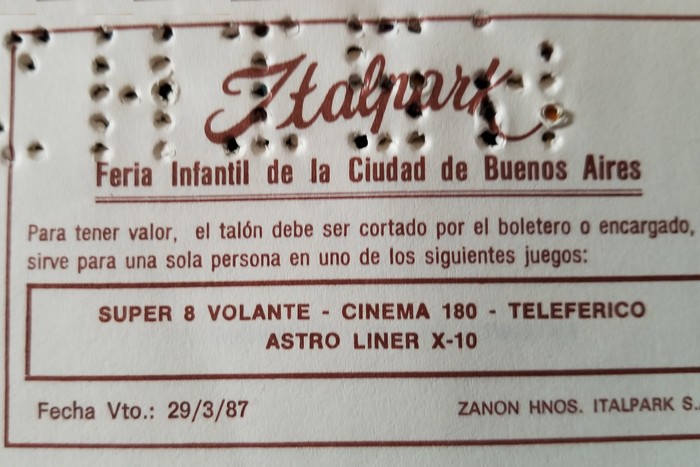 Italpark
Feria Infantil de la Ciudad de Buenos Aires
Para tener valor, el talón debe ser cortado por el boletero o encargado,
sirve para una sola persona en uno de los siguientes juegos:
SUPER 8 VOLANTE - CINEMA 180 - TELEFERICO
ASTRO LINER X-10
Fecha Vto.: 29/3/87
ZANON HNOS. ITALPARK S.